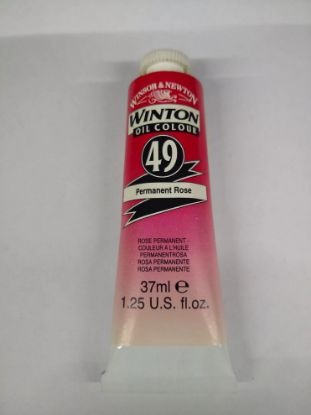 WINSOR & NEWTON
WINTON
OIL COLOUR
49
Permanent Rose
ROSE PERMANENT -
COULEUR A L'HUILE
PERMANENTROSA
ROSA PERMANENTE
ROSA PERMANENTE
37ml e
1.25 U.S. fl.oz.